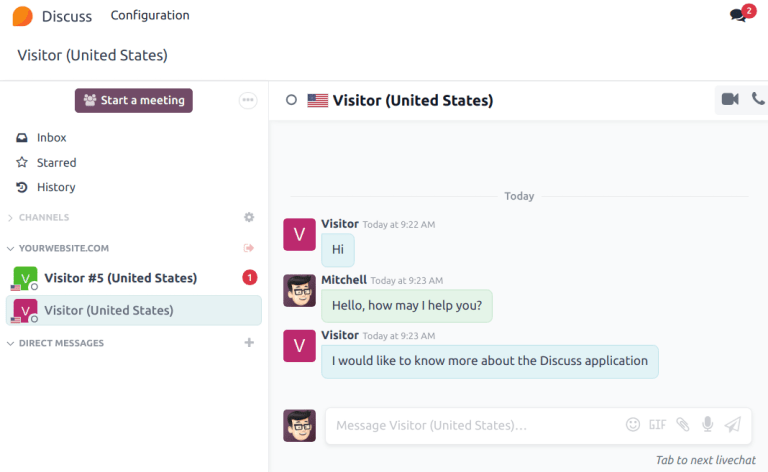 Discuss Configuration 2
Visitor (United States)
Start a meeting
Visitor (United States)
Inbox
Starred
History
CHANNELS
YOURWEBSITE.COM
V Visitor #5 (United States) 1
V Visitor (United States)
DIRECT MESSAGES
Today
Visitor Today at 9:22 AM
V
Hi
Mitchell Today at 9:23 AM
Hello, how may I help you?
Visitor Today at 9:23 AM
V
I would like to know more about the Discuss application
Message Visitor (United States)... GIF
Tab to next livechat